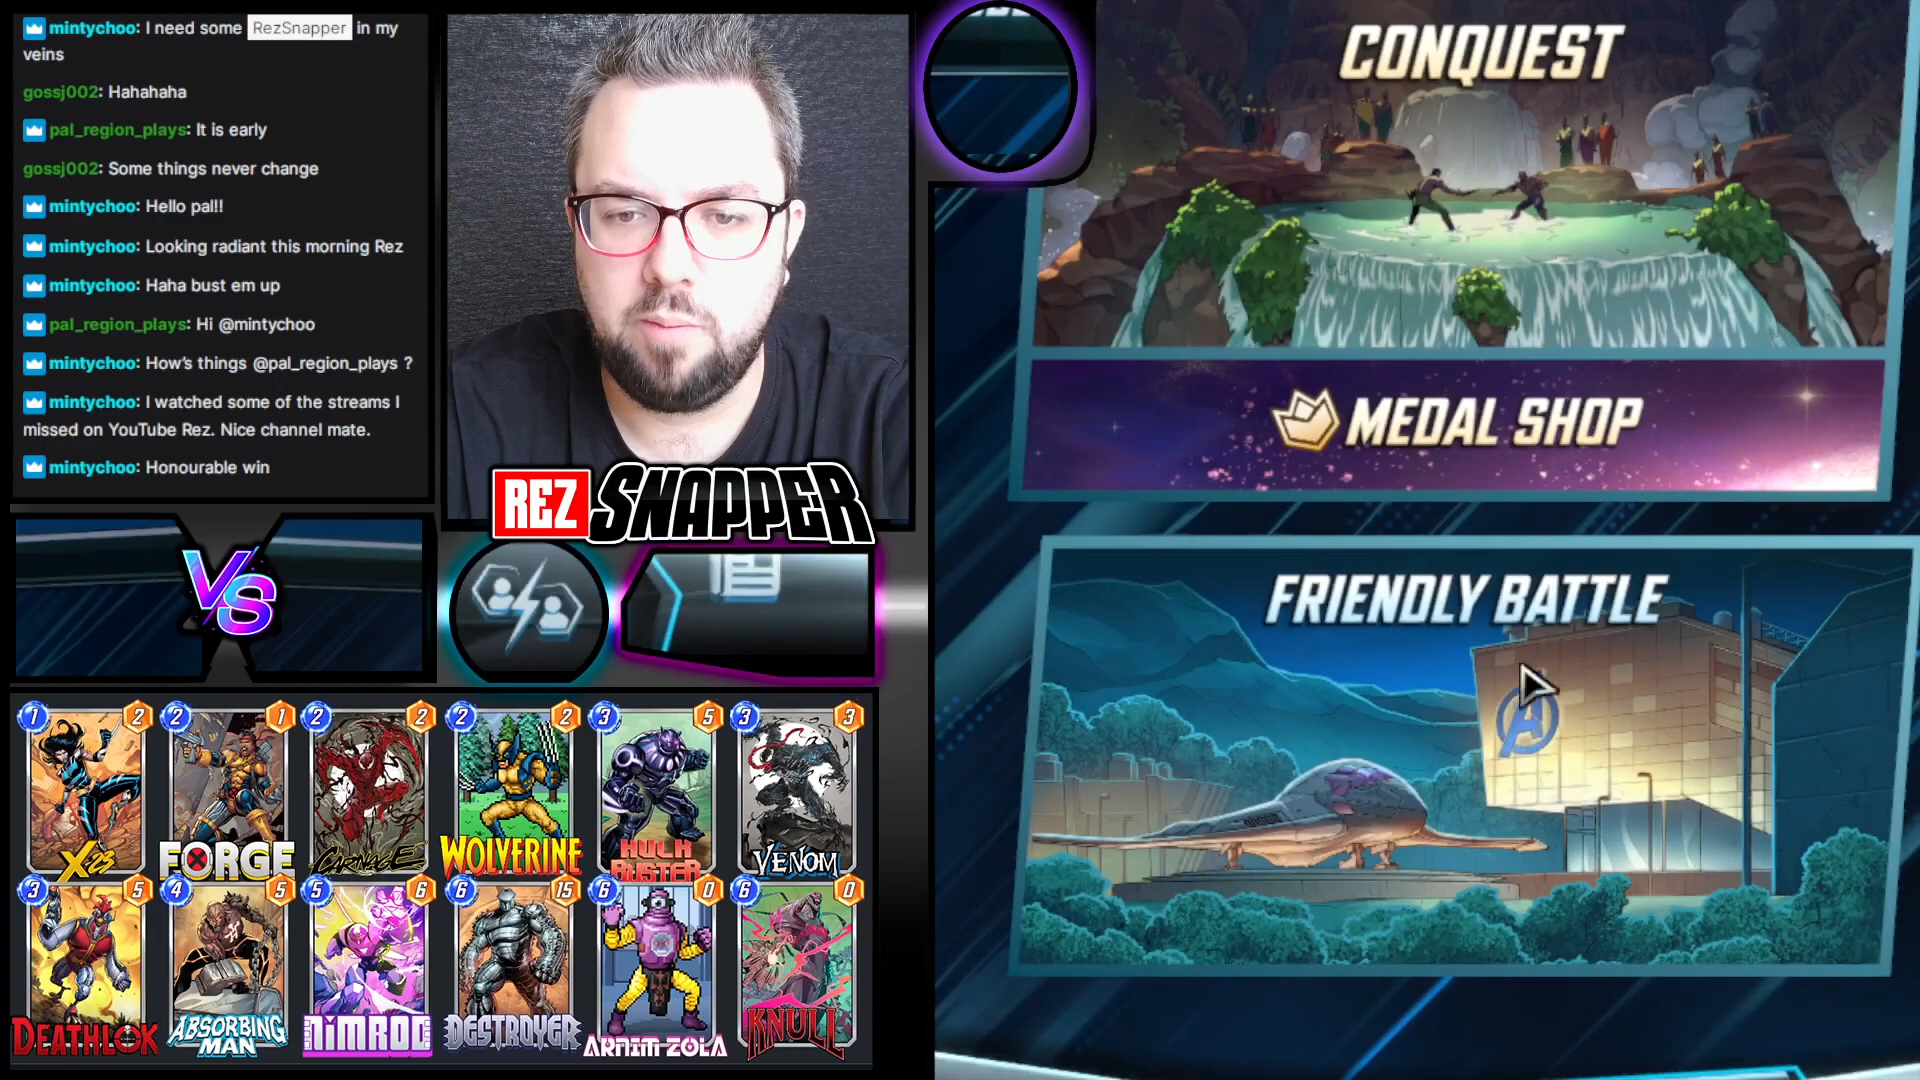 mintychoo: I need some RezSnapper in my
veins
gossj002: Hahahaha
pal_region_plays: It is early
gossj002: Some things never change
mintychoo: Hello pal!!
mintychoo: Looking radiant this morning Rez
mintychoo: Haha bust em up
pal_region_plays: Hi @mintychoo
mintychoo: How's things @pal_region_plays ?
mintychoo: I watched some of the streams I
missed on YouTube Rez. Nice channel mate.
mintychoo: Honourable win
REZ SNAPPER
VS
CONQUEST
MEDAL SHOP
FRIENDLY BATTLE
1 2 2 1 2 2 2 2 3 5 3 3
X-23 FORGE CARNAGE WOLVERINE HULK BUSTER VENOM
3 5 4 5 5 6 6 15 6 0 6 0
DEATHLOK ABSORBING MAN NIMROD DESTROYER ARNIM ZOLA KNULL